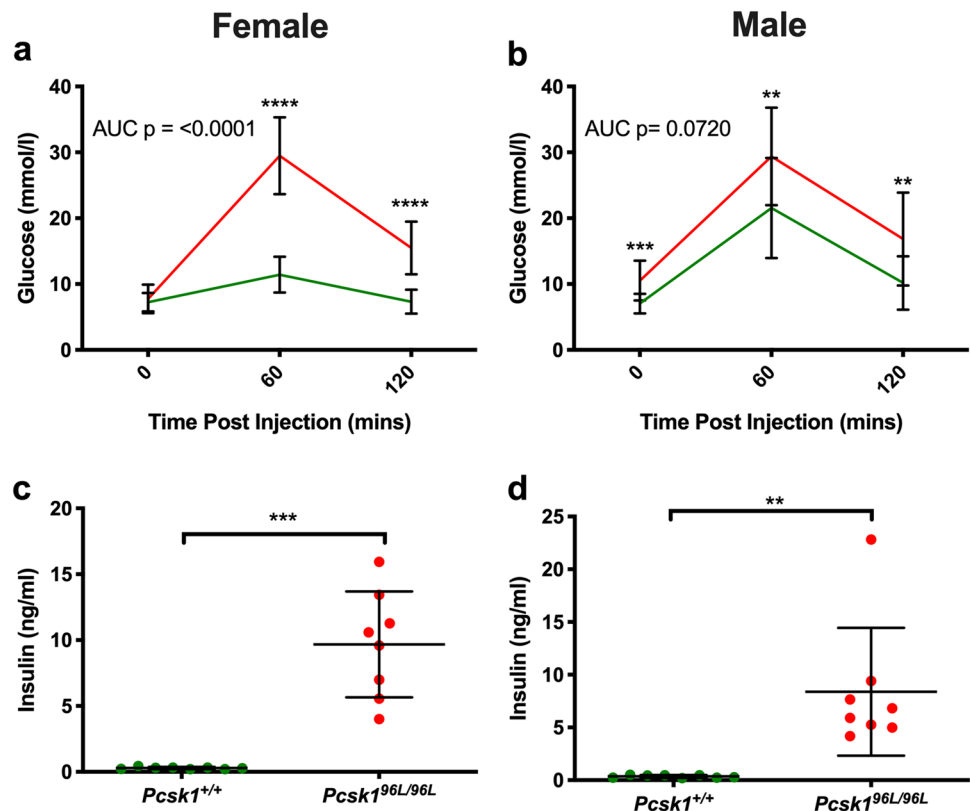 Female
Male
a
b
40
30
20
10
0
Glucose (mmol/l)
AUC p = <0.0001
****
****
0
60
120
Time Post Injection (mins)
40
30
20
10
0
Glucose (mmol/l)
AUC p= 0.0720
***
**
**
0
60
120
Time Post Injection (mins)
c
d
20
15
10
5
0
Insulin (ng/ml)
***
Pcsk1+/+
Pcsk196L/96L
25
20
15
10
5
0
Insulin (ng/ml)
**
Pcsk1+/+
Pcsk196L/96L